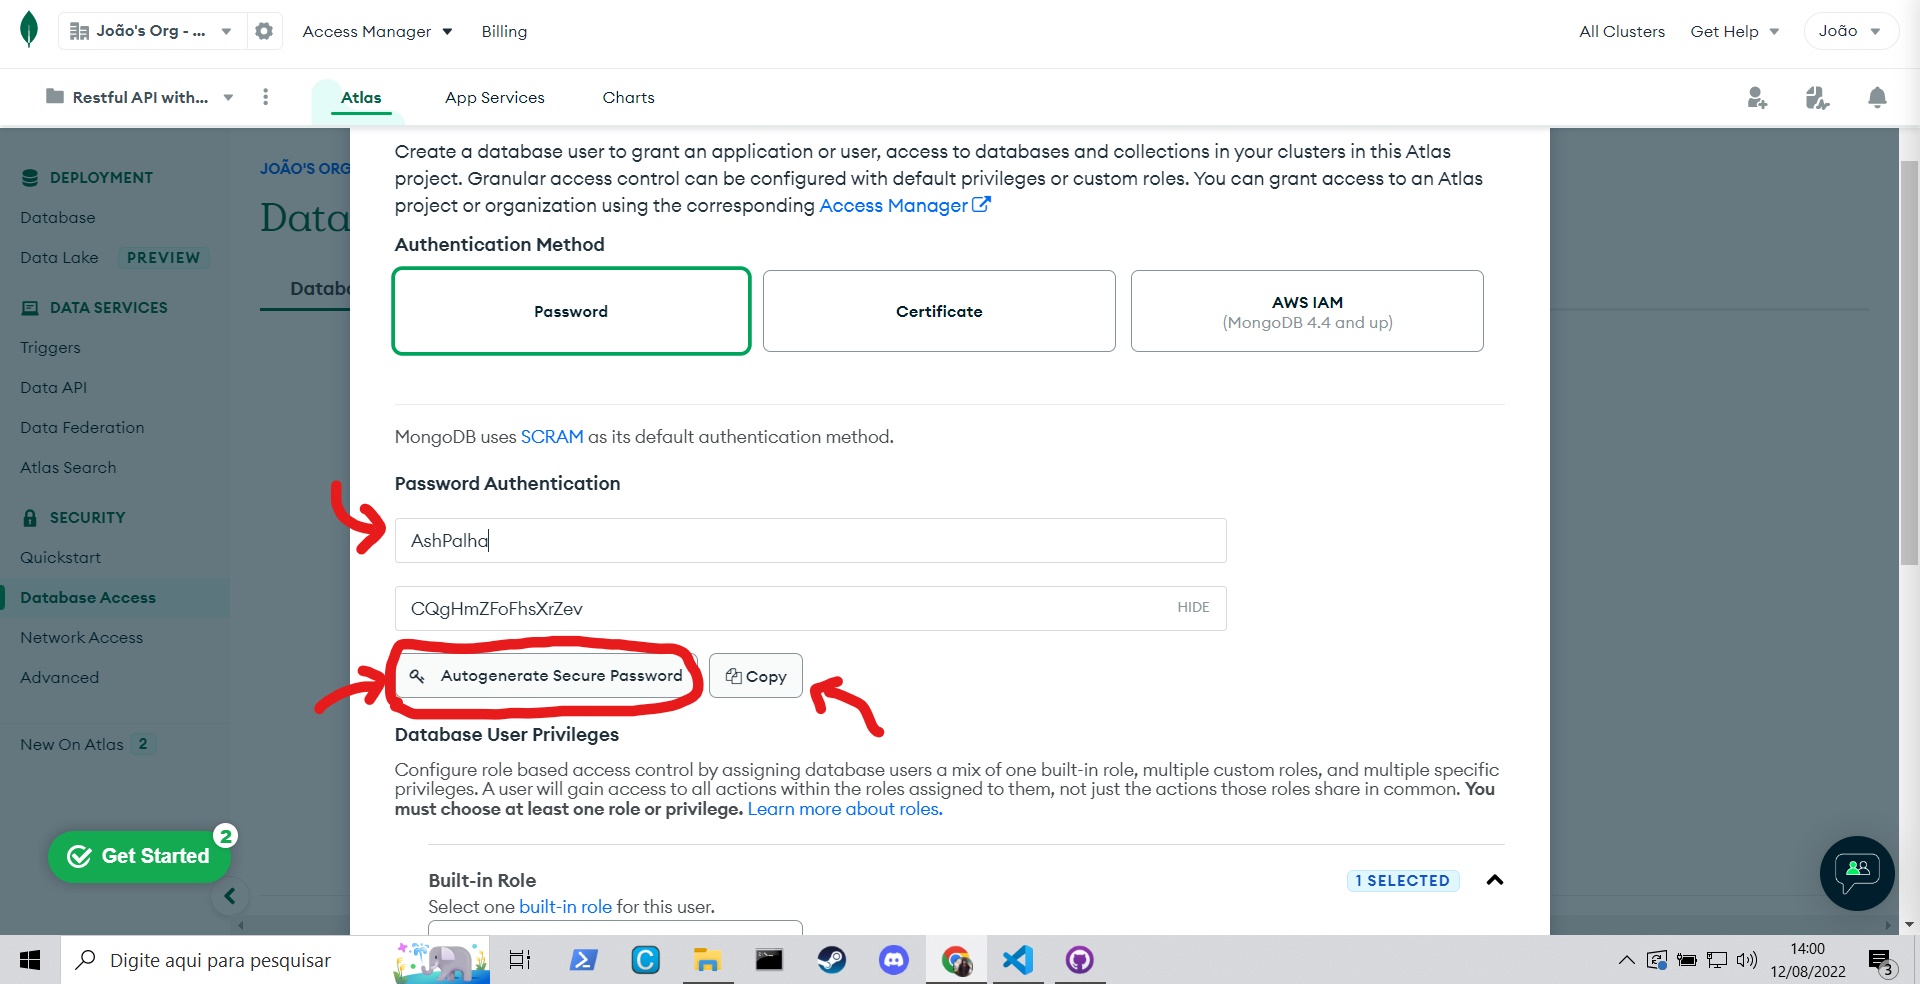 João's Org - ...
Access Manager
Billing
All Clusters
Get Help
João
Restful API with...
Atlas
App Services
Charts
DEPLOYMENT
Database
Data Lake PREVIEW
DATA SERVICES
Triggers
Data API
Data Federation
Atlas Search
SECURITY
Quickstart
Database Access
Network Access
Advanced
New On Atlas 2
Get Started
2
JOÃO'S ORG
Data
Datab
Create a database user to grant an application or user, access to databases and collections in your clusters in this Atlas
project. Granular access control can be configured with default privileges or custom roles. You can grant access to an Atlas
project or organization using the corresponding Access Manager
Authentication Method
Password
Certificate
AWS IAM
(MongoDB 4.4 and up)
MongoDB uses SCRAM as its default authentication method.
Password Authentication
AshPalha
CQgHmZFoFhsXrZev
HIDE
Autogenerate Secure Password
Copy
Database User Privileges
Configure role based access control by assigning database users a mix of one built-in role, multiple custom roles, and multiple specific
privileges. A user will gain access to all actions within the roles assigned to them, not just the actions those roles share in common. You
must choose at least one role or privilege. Learn more about roles.
Built-in Role
1 SELECTED
Select one built-in role for this user.
Digite aqui para pesquisar
14:00
12/08/2022
3